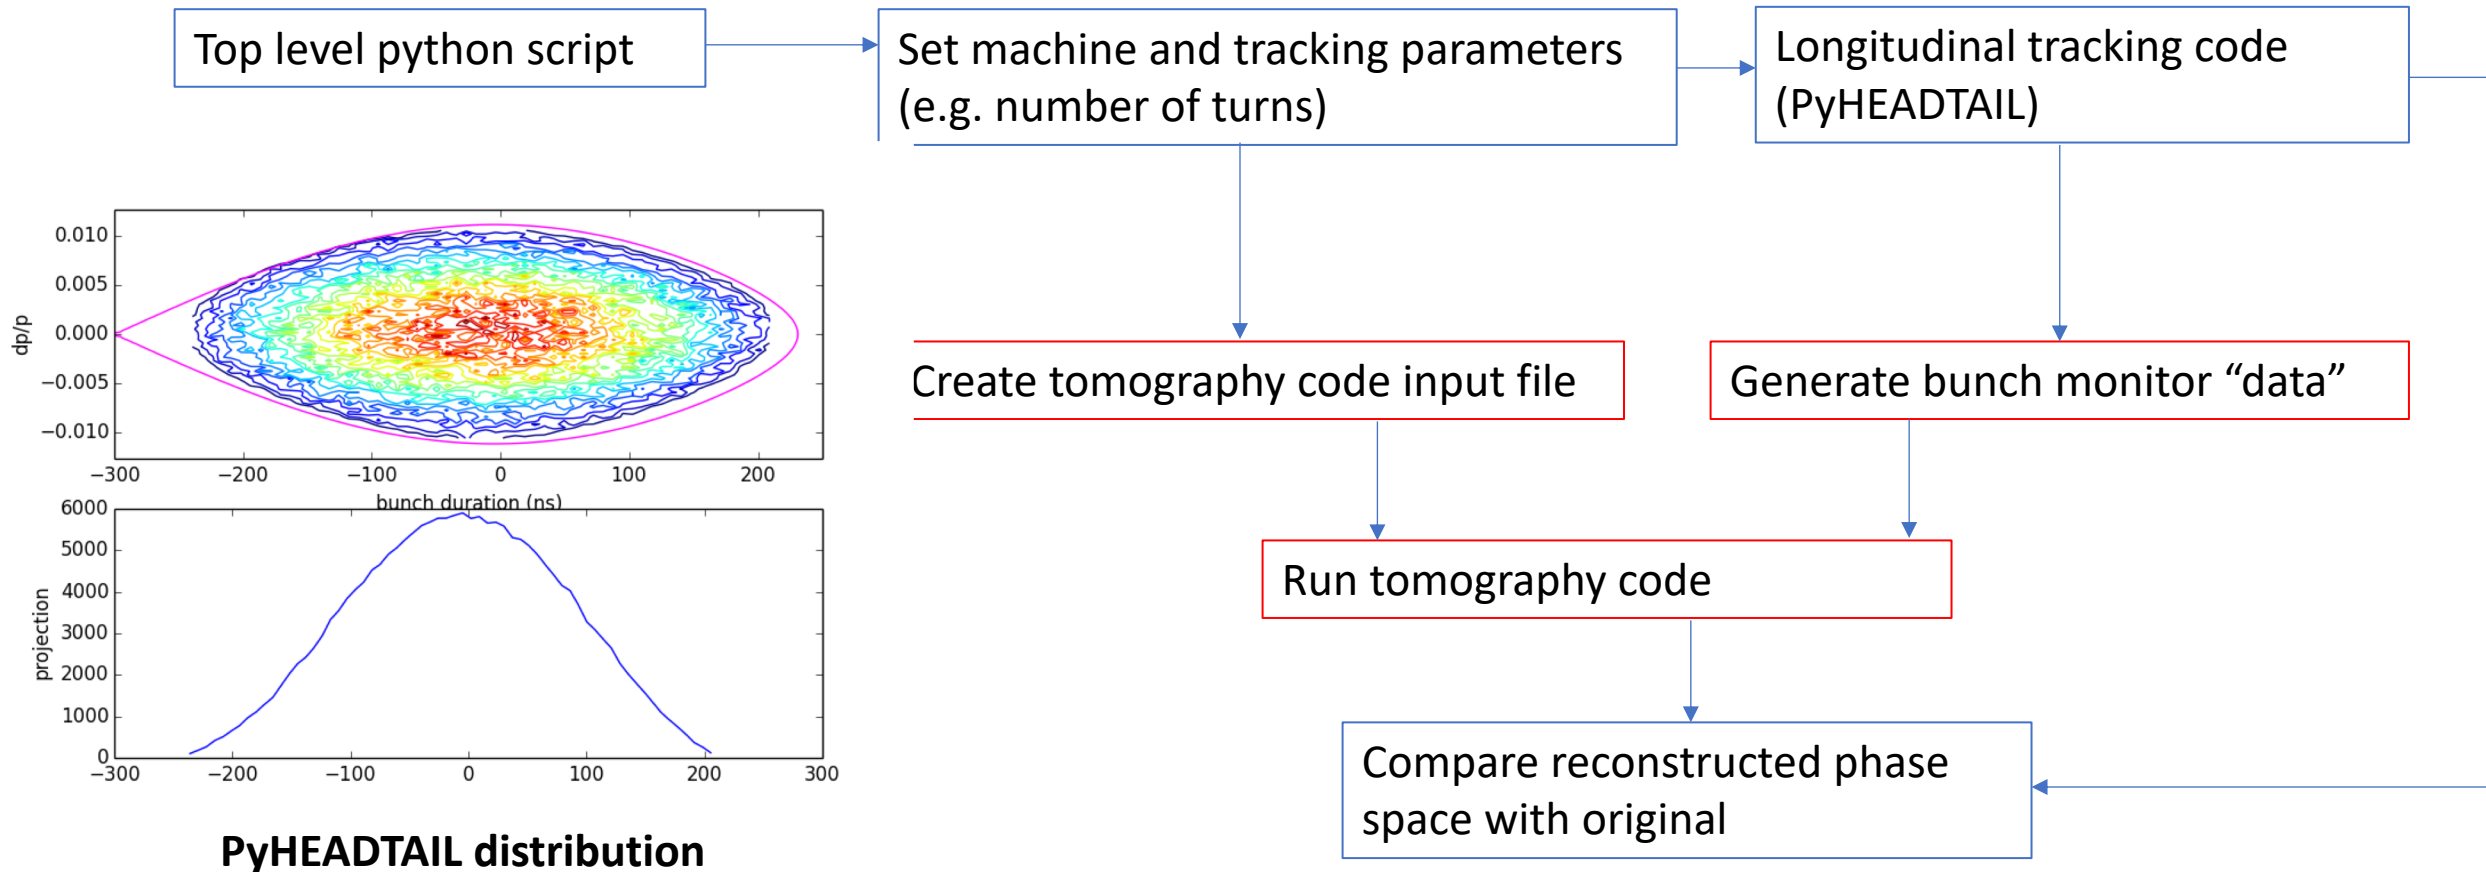 Top level python script
Set machine and tracking parameters
(e.g. number of turns)
Longitudinal tracking code
(PyHEADTAIL)
0.010
0.005
0.000
−0.005
−0.010
dp/p
−300 −200 −100 0 100 200
bunch duration (ns)
6000
5000
4000
3000
2000
1000
0
projection
−300 −200 −100 0 100 200 300
PyHEADTAIL distribution
Create tomography code input file
Generate bunch monitor “data”
Run tomography code
Compare reconstructed phase
space with original